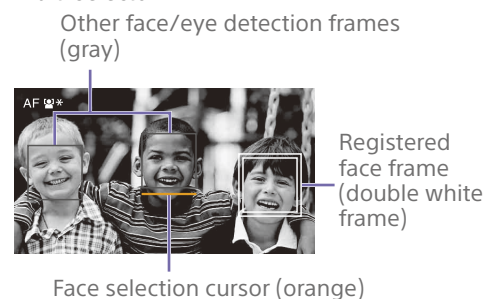 Other face/eye detection frames
(gray)
AF
Registered
face frame
(double white
frame)
Face selection cursor (orange)